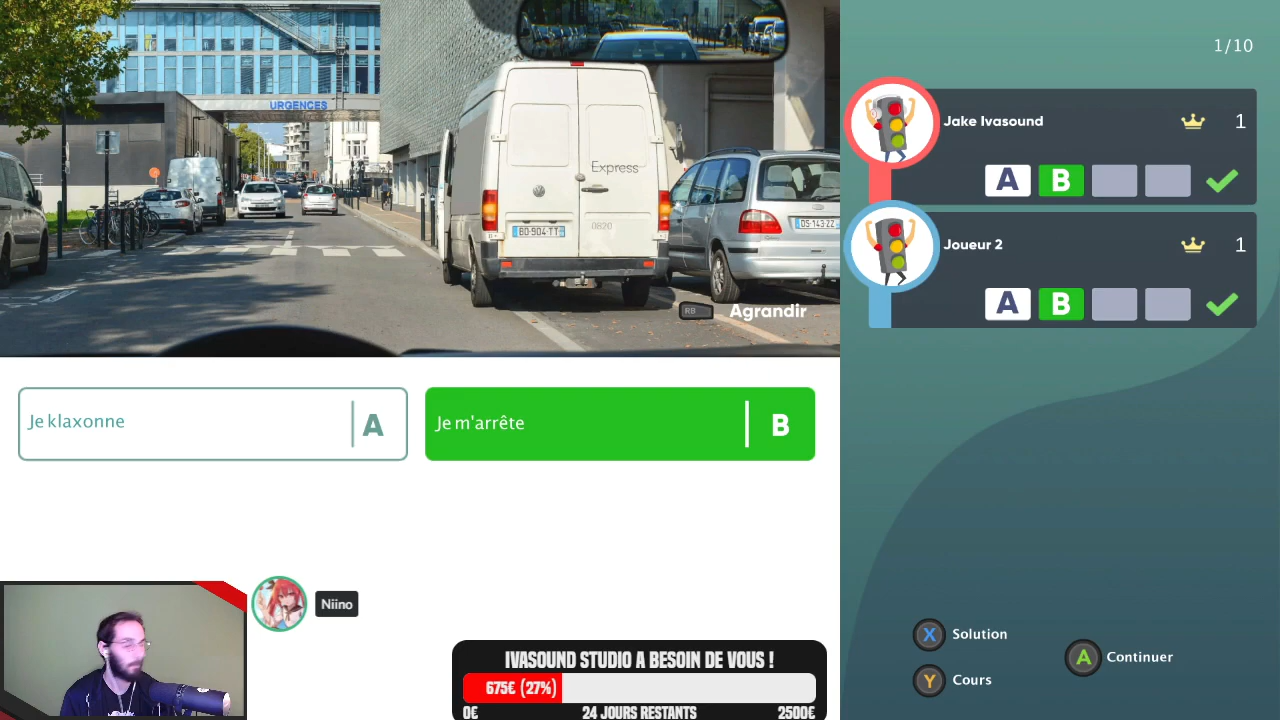 URGENCES
Express
BD-904-TT
0820
DS-143-ZZ
RB
Agrandir
1/10
Jake Ivasound
1
A
B
Joueur 2
1
A
B
Je klaxonne
A
Je m'arrête
B
Niino
IVASOUND STUDIO A BESOIN DE VOUS !
675€ (27%)
0€
24 JOURS RESTANTS
2500€
X
Solution
Y
Cours
A
Continuer